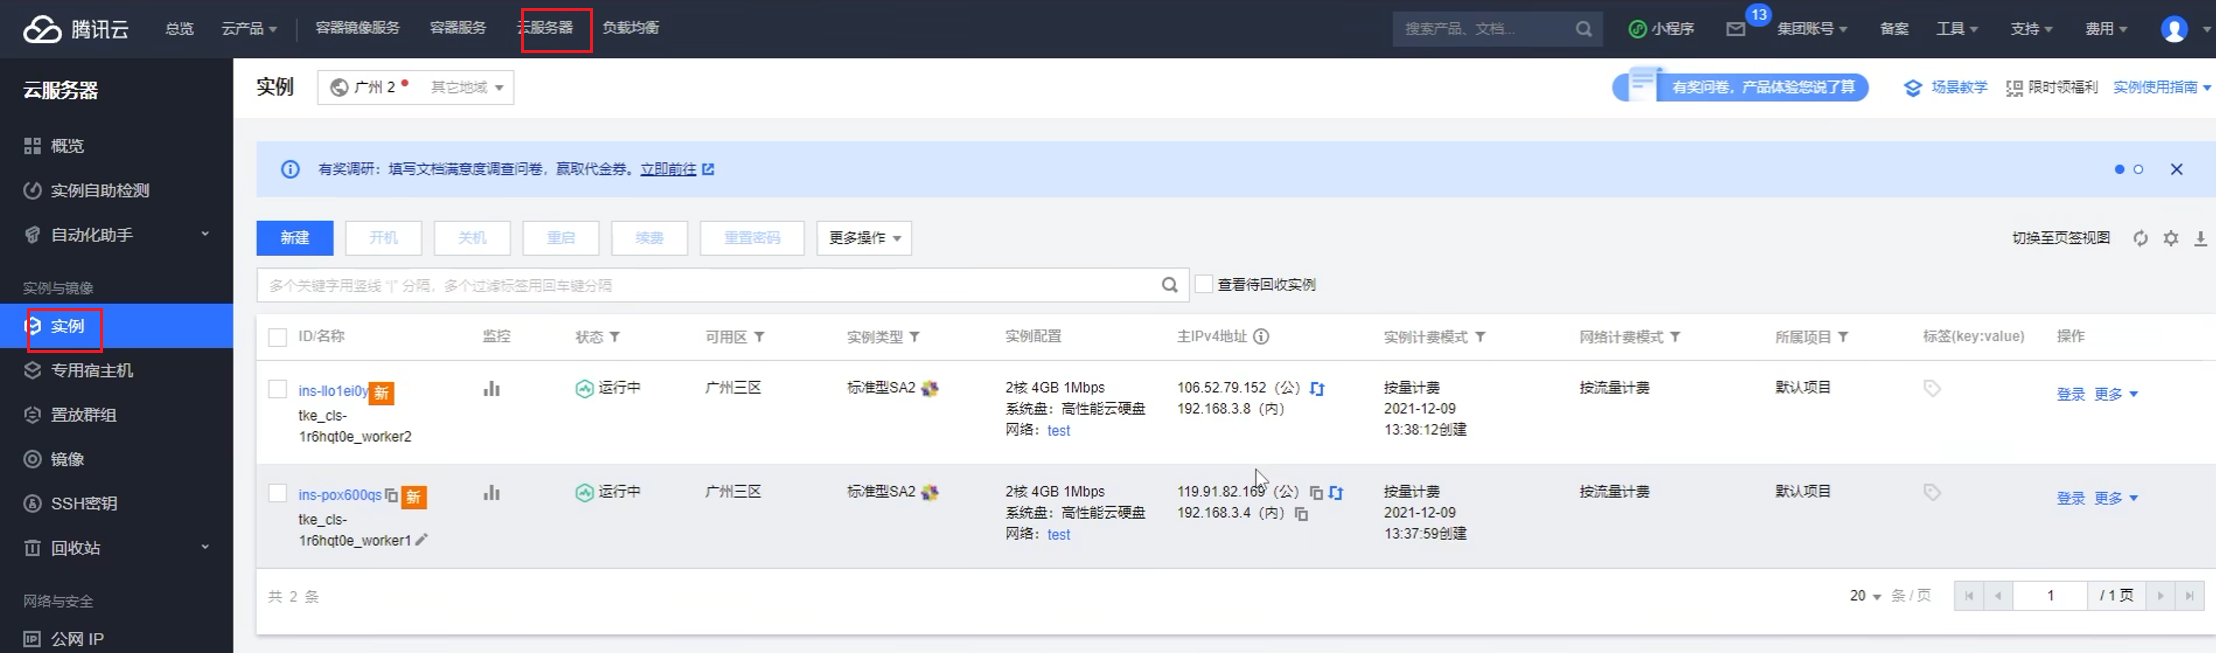 腾讯云 总览 云产品 容器镜像服务 容器服务 云服务器 负载均衡 搜索产品、文档... 小程序 13 集团账号 备案 工具 支持 费用
云服务器
实例 广州 2 其它地域 有奖问卷，产品体验您说了算 场景教学 限时领福利 实例使用指南
概览
实例自助检测
自动化助手
实例与镜像
实例
专用宿主机
置放群组
镜像
SSH密钥
回收站
网络与安全
公网 IP
有奖调研：填写文档满意度调查问卷，赢取代金券。立即前往
新建 开机 关机 重启 续费 重置密码 更多操作 切换至页签视图
多个关键字用竖线 "|" 分隔，多个过滤标签用回车键分隔 查看待回收实例
ID/名称 监控 状态 可用区 实例类型 实例配置 主IPv4地址 实例计费模式 网络计费模式 所属项目 标签(key:value) 操作
ins-llo1ei0y 新 运行中 广州三区 标准型SA2 2核 4GB 1Mbps 106.52.79.152（公） 按量计费 按流量计费 默认项目 登录 更多
tke_cls- 系统盘：高性能云硬盘 192.168.3.8（内） 2021-12-09
1r6hqt0e_worker2 网络：test 13:38:12创建
ins-pox600qs 新 运行中 广州三区 标准型SA2 2核 4GB 1Mbps 119.91.82.169（公） 按量计费 按流量计费 默认项目 登录 更多
tke_cls- 系统盘：高性能云硬盘 192.168.3.4（内） 2021-12-09
1r6hqt0e_worker1 网络：test 13:37:59创建
共 2 条 20 条 / 页 1 / 1 页